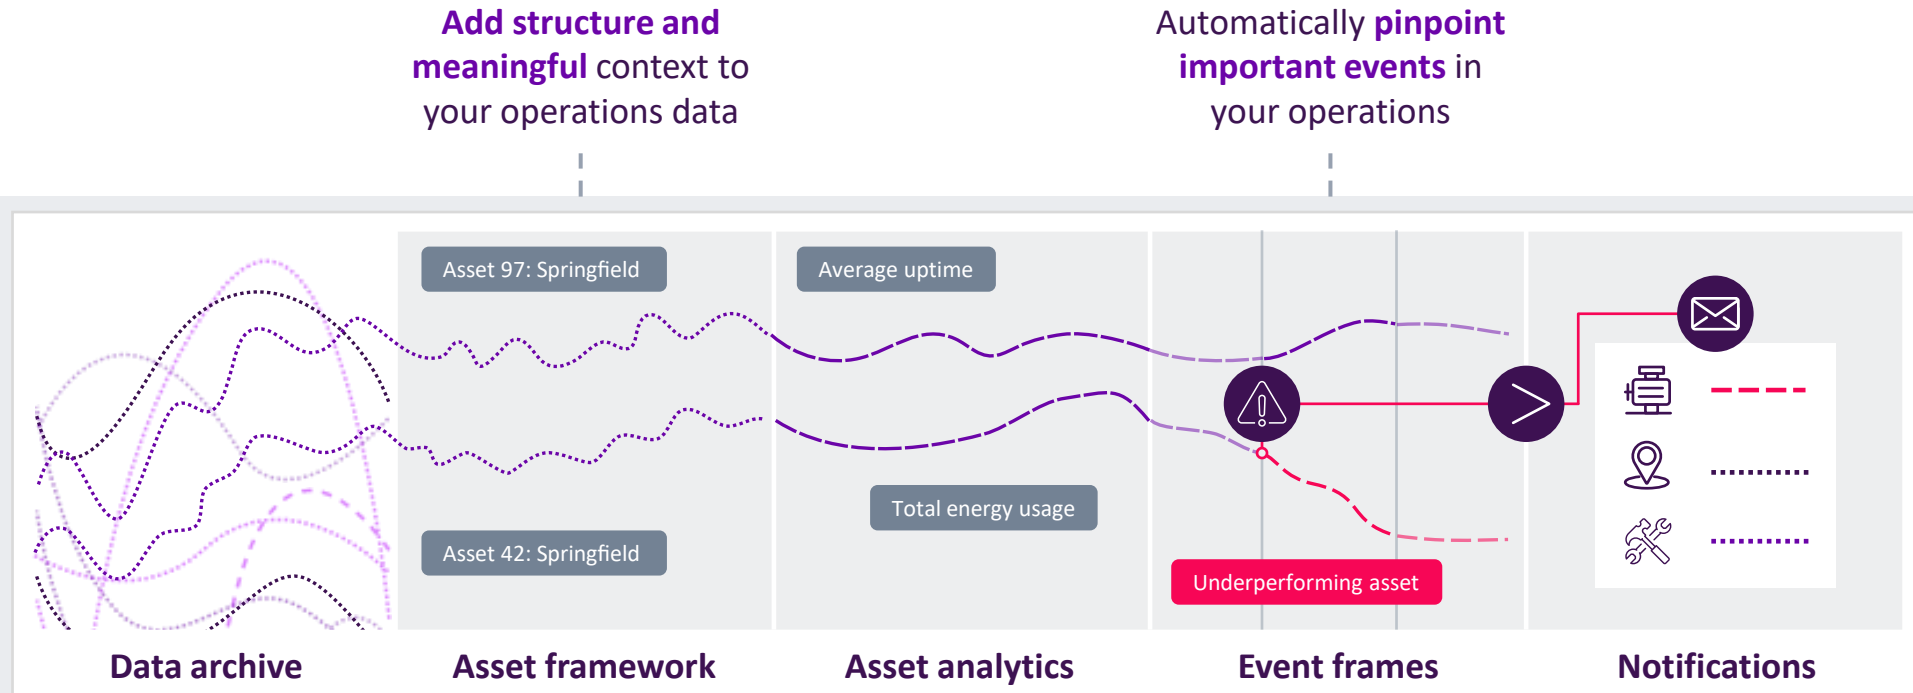 Add structure and
meaningful context to
your operations data
Automatically pinpoint
important events in
your operations
Asset 97: Springfield
Average uptime
Total energy usage
Asset 42: Springfield
Underperforming asset
Data archive
Asset framework
Asset analytics
Event frames
Notifications